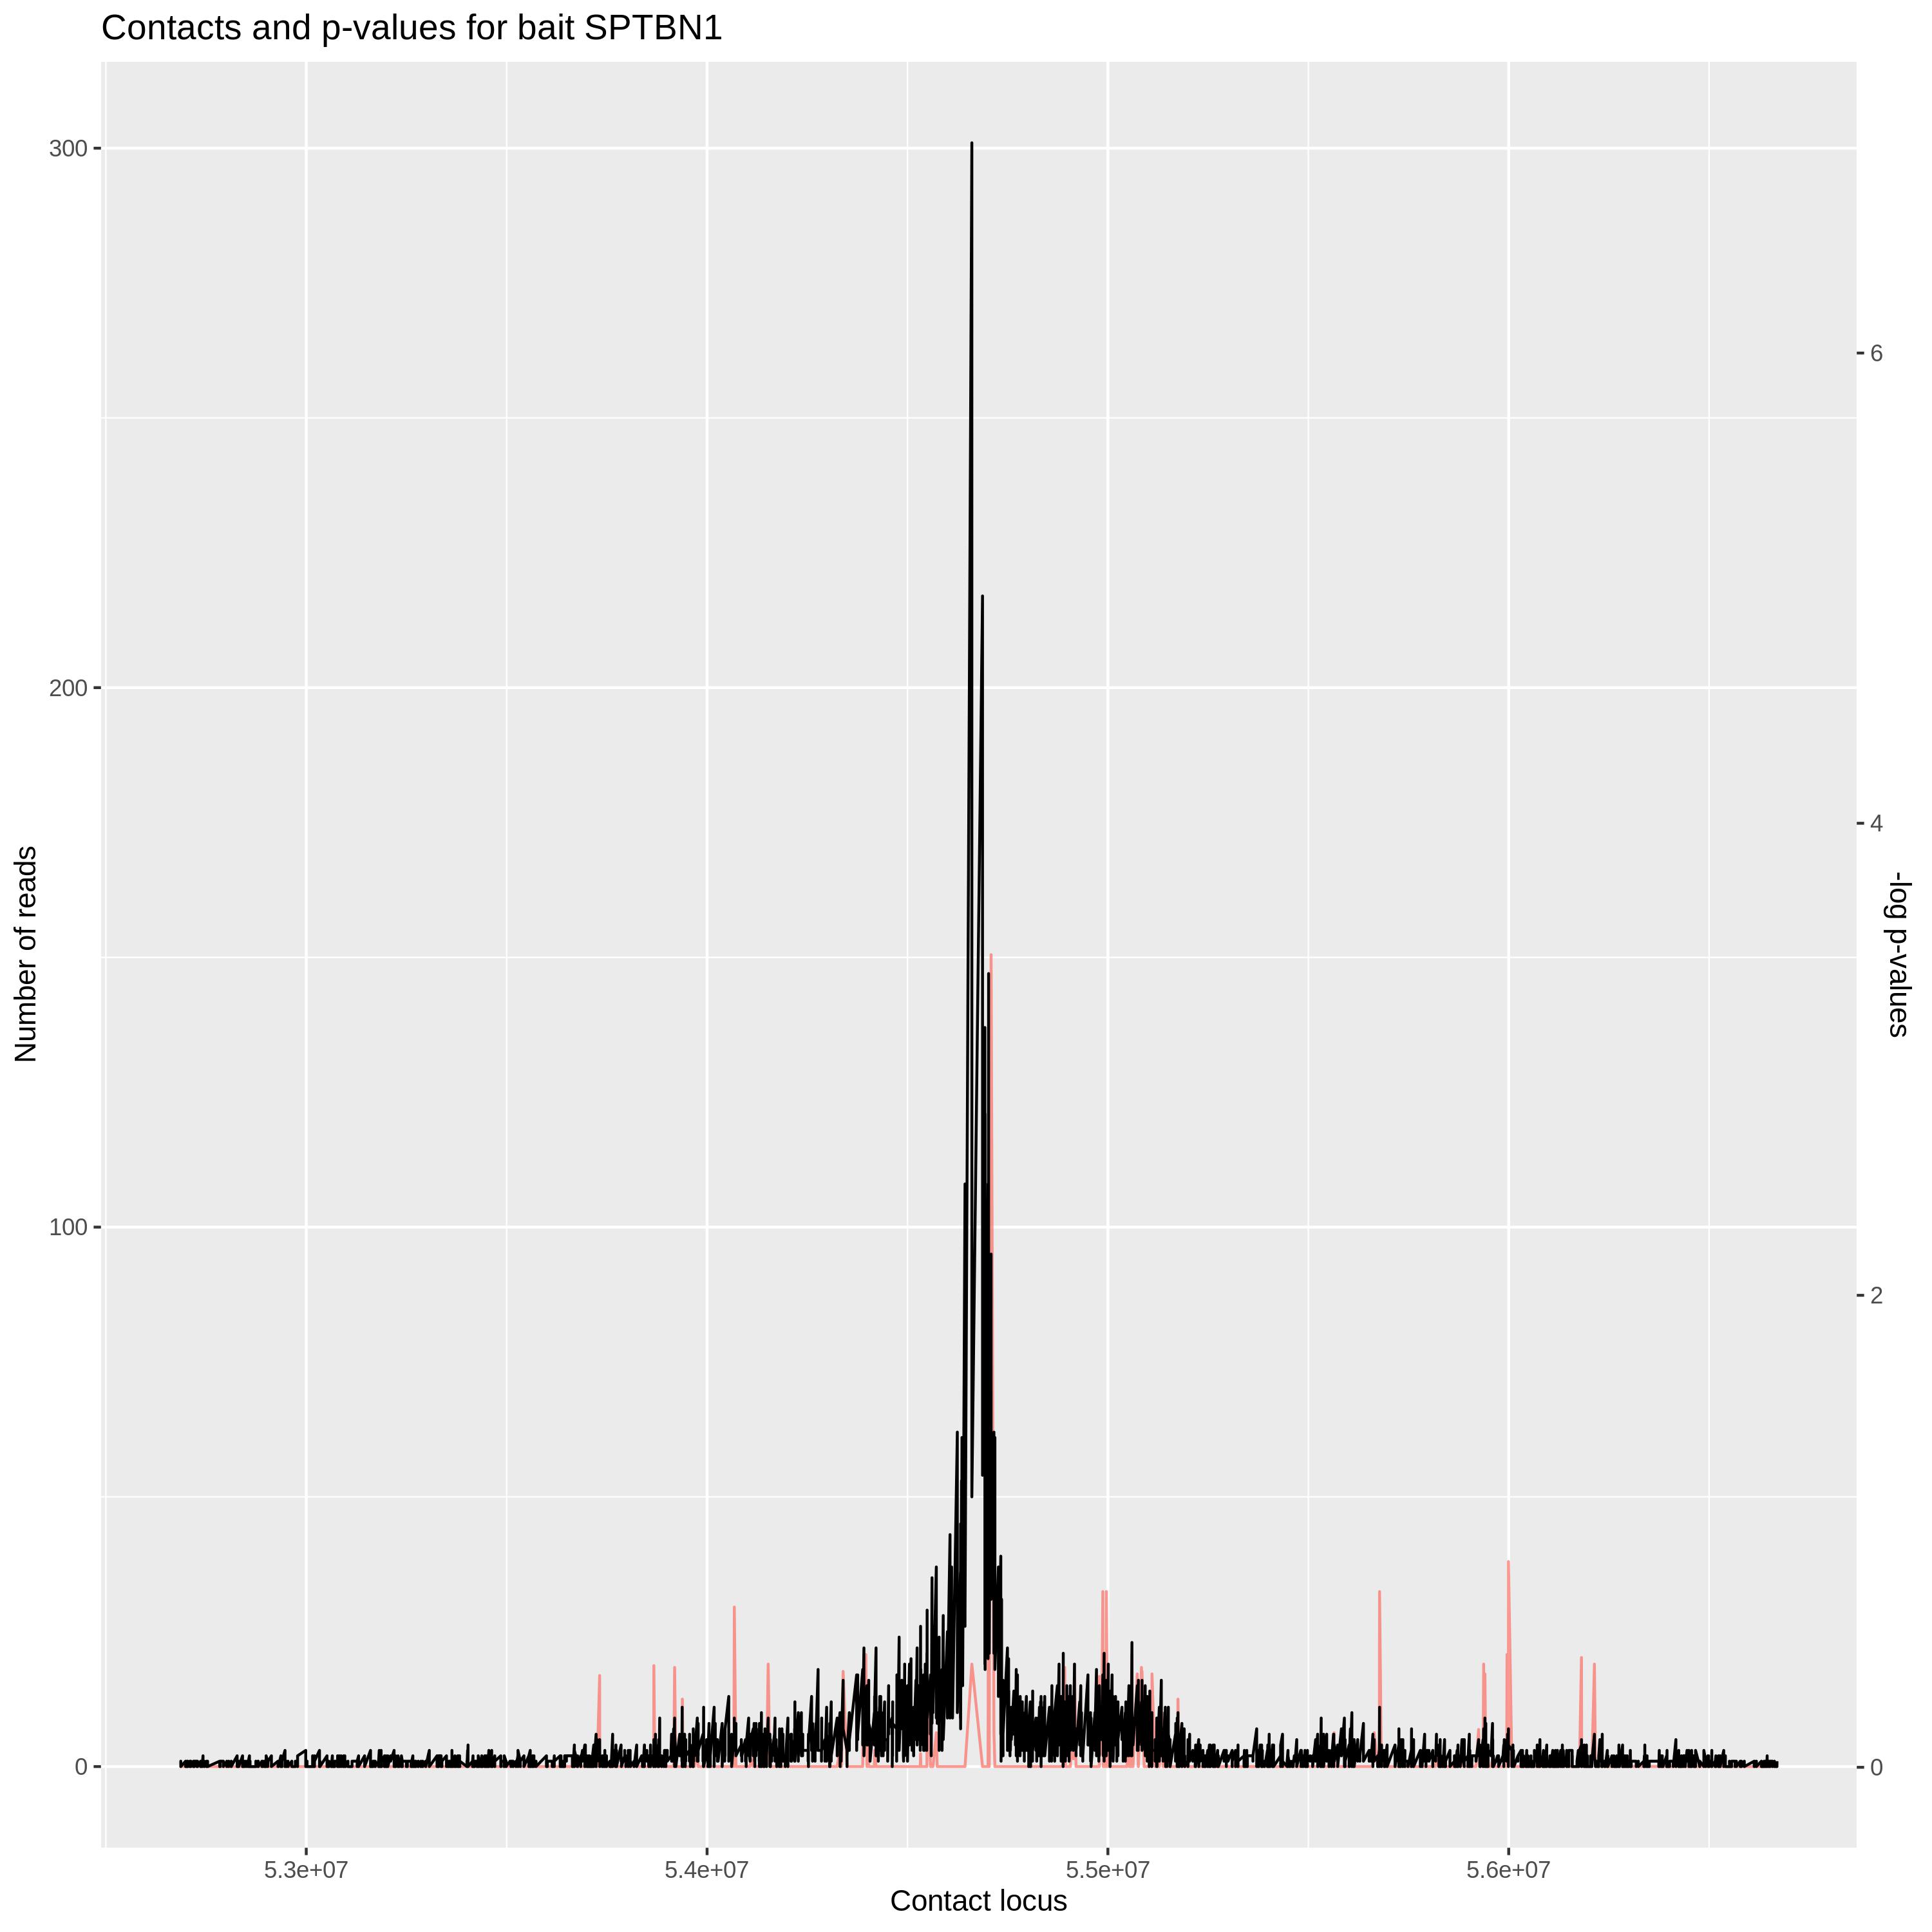 Contacts and p-values for bait SPTBN1
300
200
100
0
Number of reads
6
4
2
0
-log p-values
5.3e+07
5.4e+07
5.5e+07
5.6e+07
Contact locus